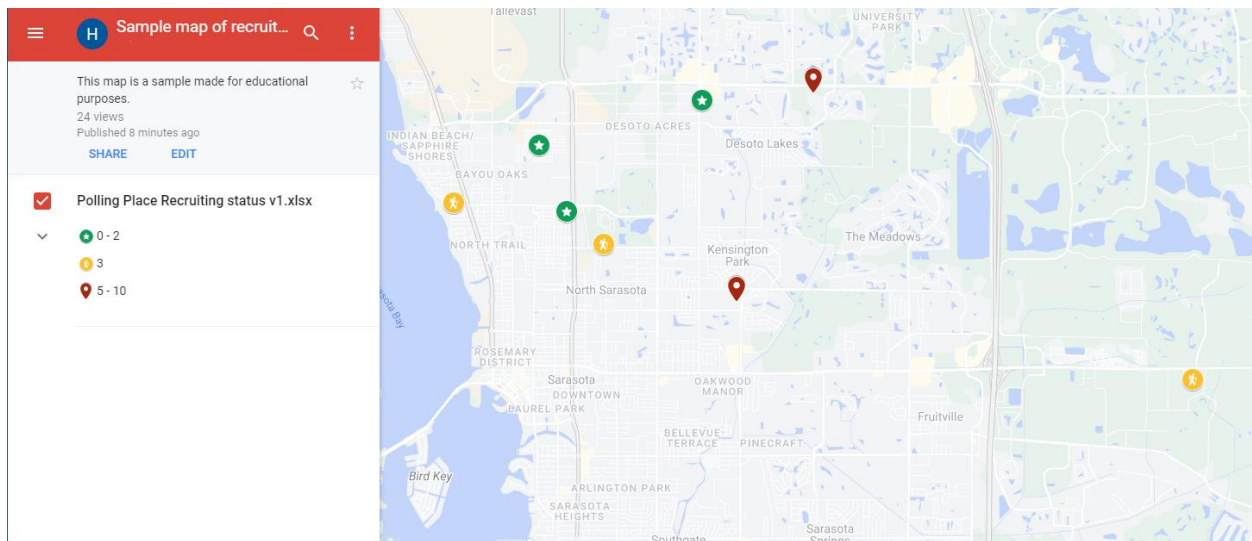 H
Sample map of recruit...
This map is a sample made for educational
purposes.
24 views
Published 8 minutes ago
SHARE
EDIT
Polling Place Recruiting status v1.xlsx
0 - 2
3
5 - 10
Tallevast
UNIVERSITY
PARK
DESOTO ACRES
INDIAN BEACH/
SAPPHIRE
SHORES
Desoto Lakes
BAYOU OAKS
The Meadows
NORTH TRAIL
Kensington
Park
North Sarasota
ROSEMARY
DISTRICT
Sarasota
DOWNTOWN
OAKWOOD
MANOR
LAUREL PARK
Fruitville
BELLEVUE-
TERRACE
PINECRAFT
Bird Key
ARLINGTON PARK
SARASOTA
HEIGHTS
Sarasota
Springs
Southgate